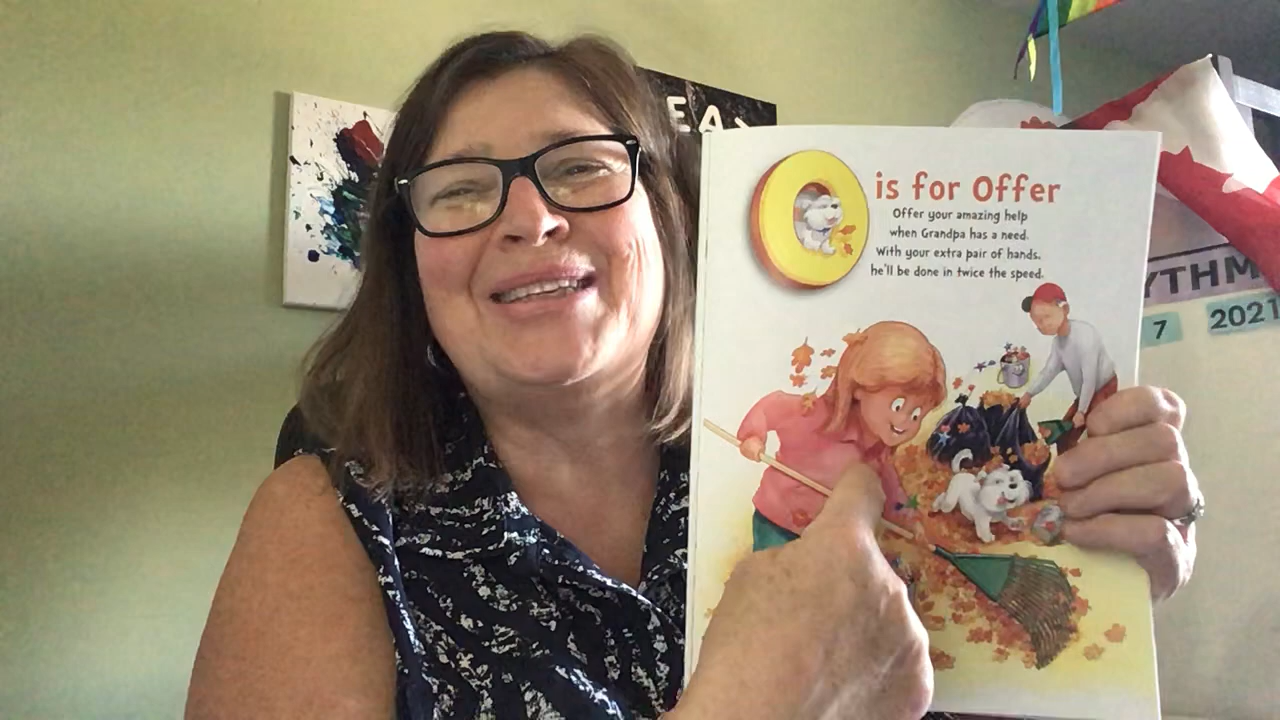 O is for Offer
Offer your amazing help
when Grandpa has a need.
With your extra pair of hands,
he'll be done in twice the speed.
7 2021